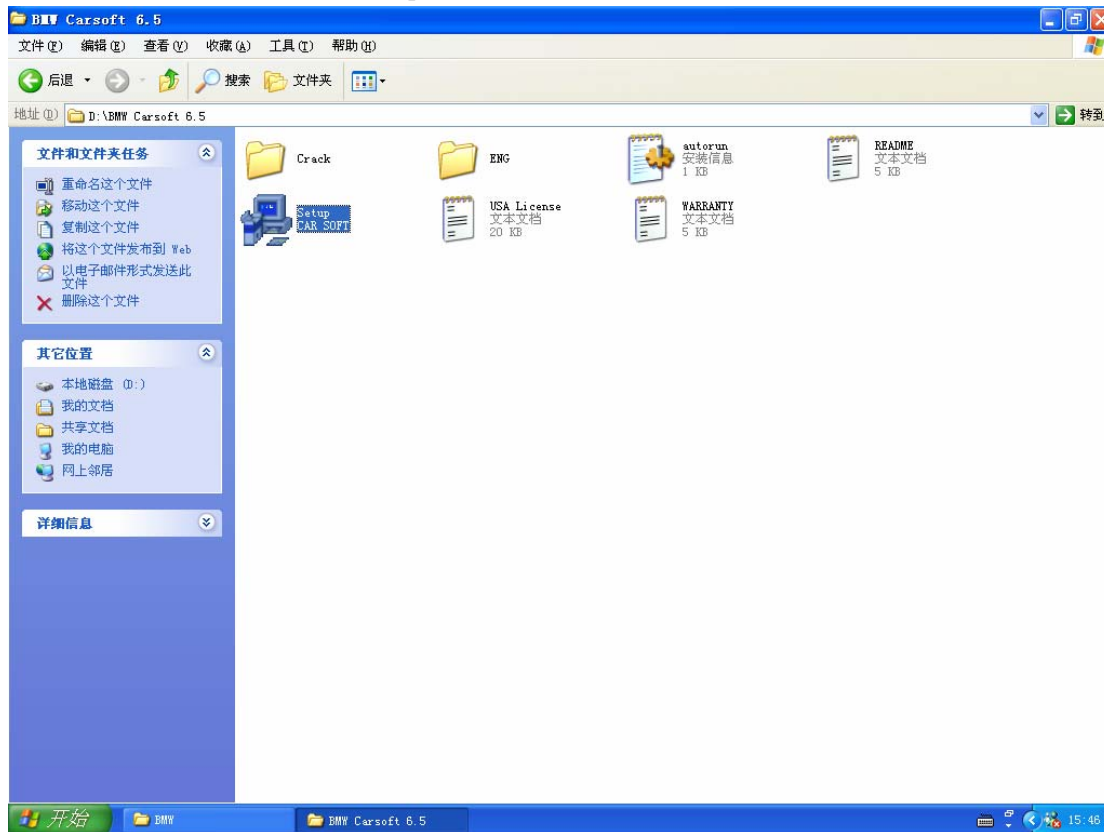 BMW Carsoft 6.5
文件(F) 编辑(E) 查看(V) 收藏(A) 工具(T) 帮助(H)
后退 搜索 文件夹
地址(D) D:\BMW Carsoft 6.5 转到
文件和文件夹任务
重命名这个文件
移动这个文件
复制这个文件
将这个文件发布到 Web
以电子邮件形式发送此
文件
删除这个文件
其它位置
本地磁盘 (D:)
我的文档
共享文档
我的电脑
网上邻居
详细信息
Crack
ENG
autorun
安装信息
1 KB
README
文本文档
5 KB
Setup
CAR SOFT
USA License
文本文档
20 KB
WARRANTY
文本文档
5 KB
开始 BMW BMW Carsoft 6.5 15:46